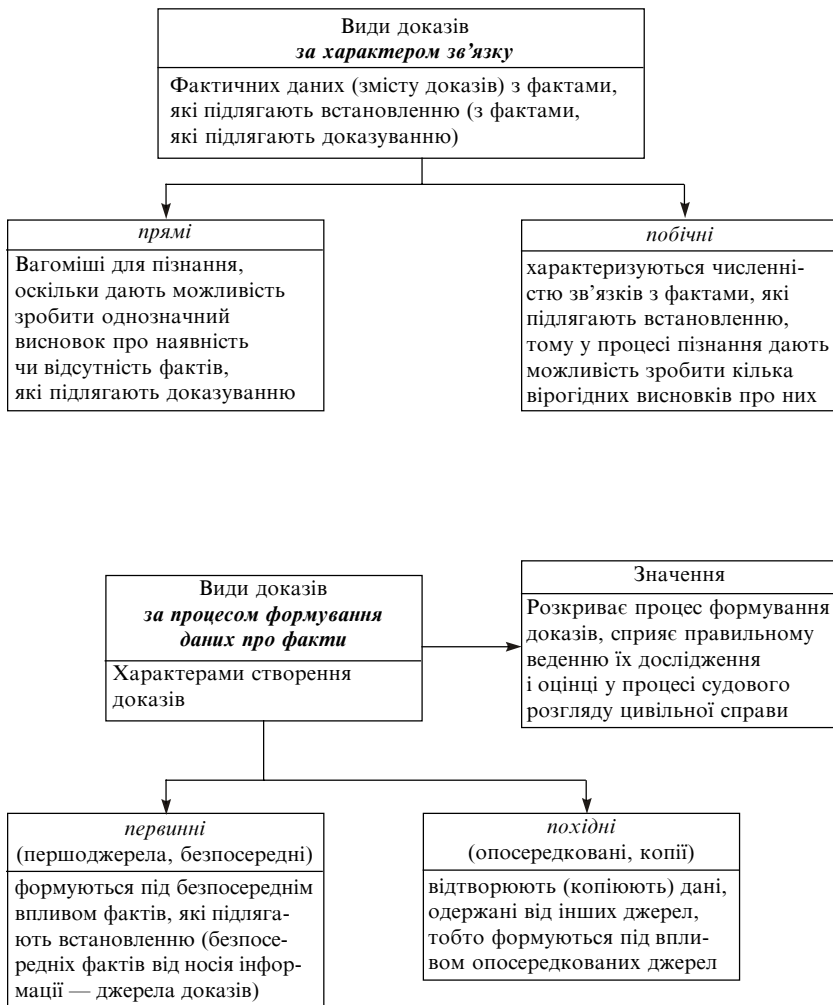 Види доказів
за характером зв’язку
Фактичних даних (змісту доказів) з фактами,
які підлягають встановленню (з фактами,
які підлягають доказуванню)
прямі
Вагоміші для пізнання,
оскільки дають можливість
зробити однозначний
висновок про наявність
чи відсутність фактів,
які підлягають доказуванню
побічні
характеризуються численні-
стю зв’язків з фактами, які
підлягають встановленню,
тому у процесі пізнання дають
можливість зробити кілька
вірогідних висновків про них
Види доказів
за процесом формування
даних про факти
Характерами створення
доказів
Значення
Розкриває процес формування
доказів, сприяє правильному
веденню їх дослідження
і оцінці у процесі судового
розгляду цивільної справи
первинні
(першоджерела, безпосередні)
формуються під безпосереднім
впливом фактів, які підляга-
ють встановленню (безпосе-
редніх фактів від носія інфор-
мації — джерела доказів)
похідні
(опосередковані, копії)
відтворюють (копіюють) дані,
одержані від інших джерел,
тобто формуються під впли-
вом опосередкованих джерел